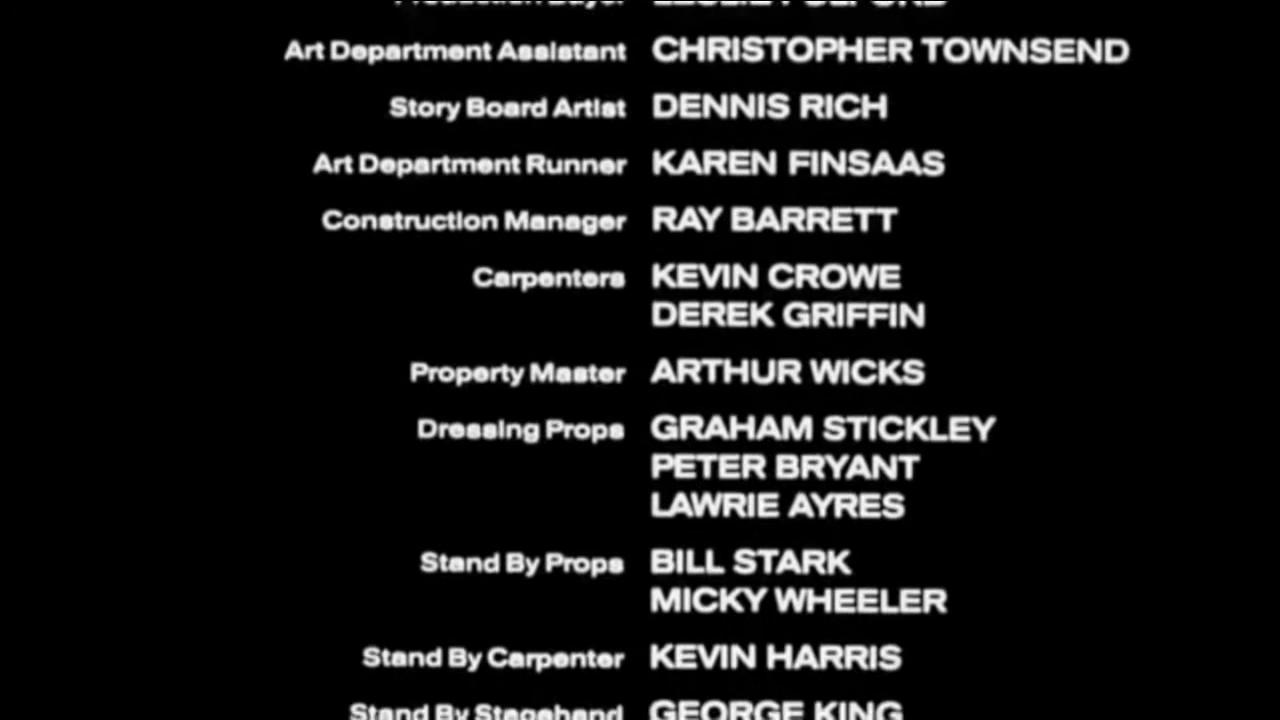 Art Department Assistant CHRISTOPHER TOWNSEND
Story Board Artist DENNIS RICH
Art Department Runner KAREN FINSAAS
Construction Manager RAY BARRETT
Carpenters KEVIN CROWE
DEREK GRIFFIN
Property Master ARTHUR WICKS
Dressing Props GRAHAM STICKLEY
PETER BRYANT
LAWRIE AYRES
Stand By Props BILL STARK
MICKY WHEELER
Stand By Carpenter KEVIN HARRIS
Stand By Stagehand GEORGE KING